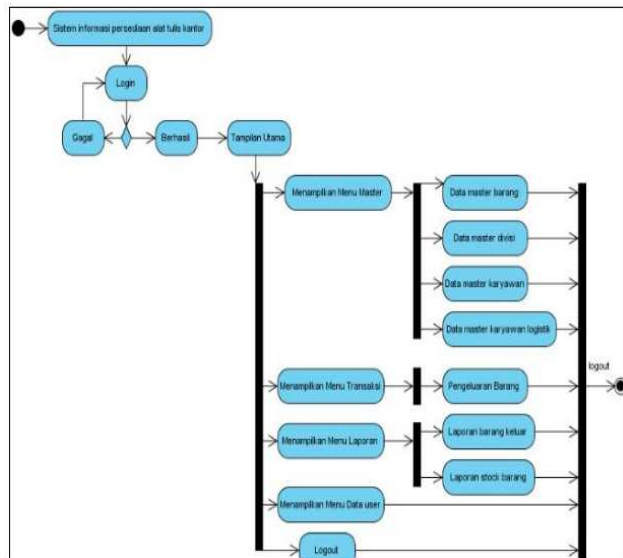 Sistem informasi persediaan alat tulis kantor
Login
Gagal
Berhasil
Tampilan Utama
Menampilkan Menu Master
Data master barang
Data master divisi
Data master karyawan
Data master karyawan logistik
Menampilkan Menu Transaksi
Pengeluaran Barang
logout
Menampilkan Menu Laporan
Laporan barang keluar
Laporan stock barang
Menampilkan Menu Data user
Logout